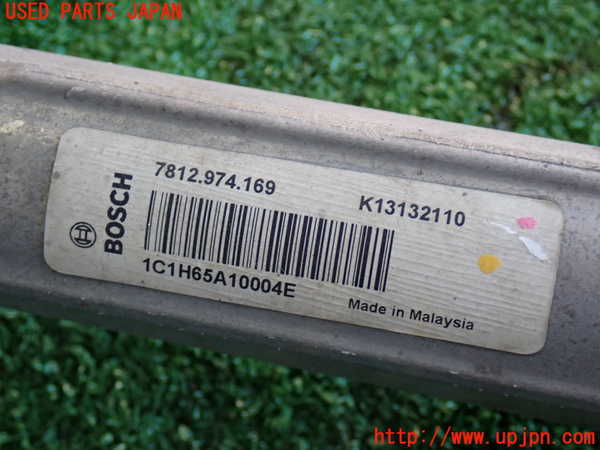 USED PARTS JAPAN
BOSCH
7812.974.169
K13132110
1C1H65A10004E
Made in Malaysia
http://www.upjpn.com/